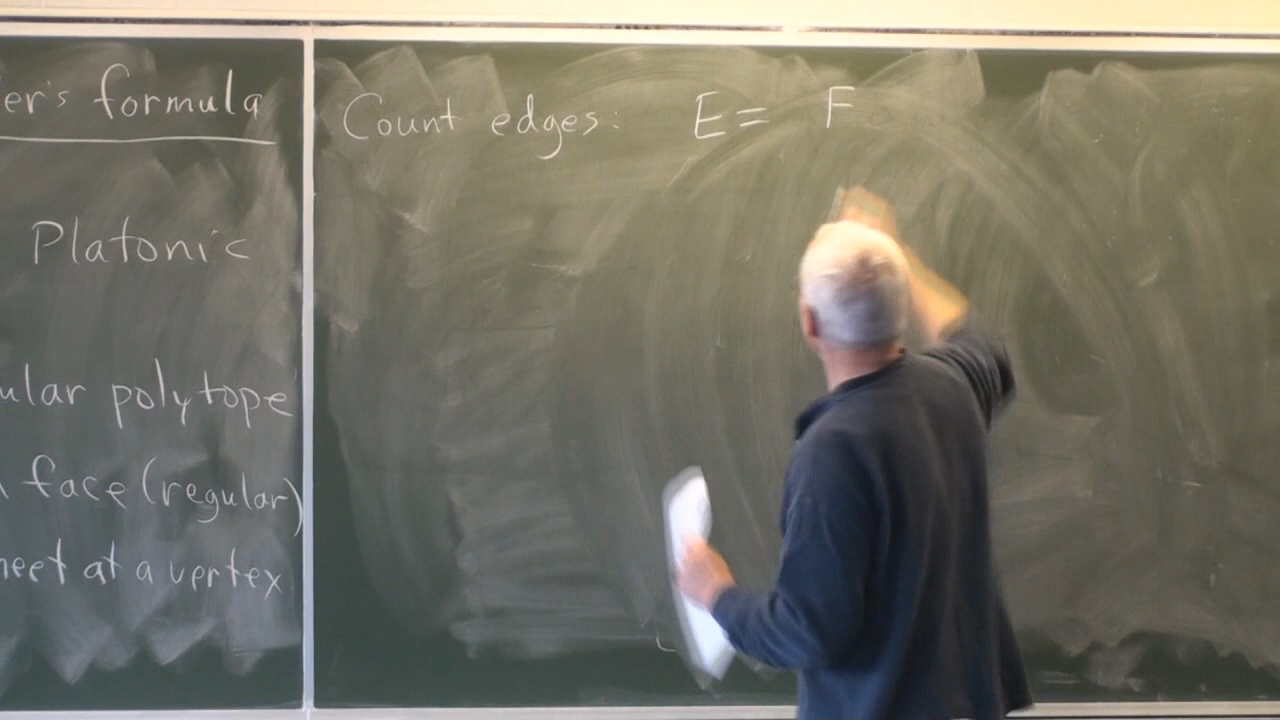 er's formula
Platonic
ular polytope
face (regular)
meet at a vertex
Count edges: E = F